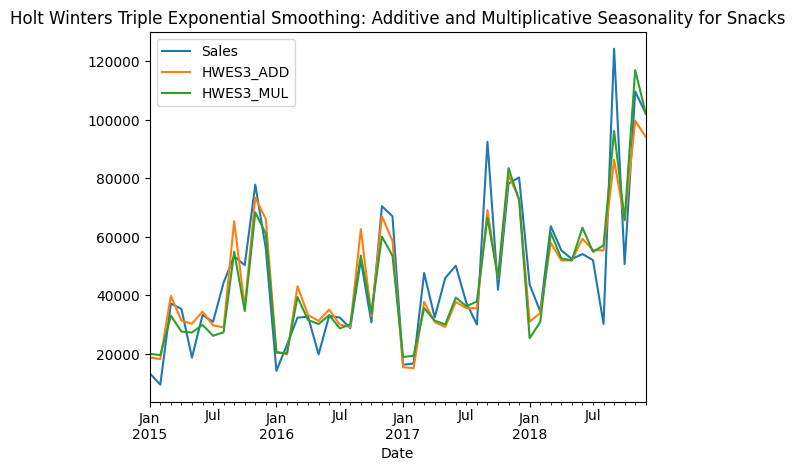 Holt Winters Triple Exponential Smoothing: Additive and Multiplicative Seasonality for Snacks
Sales
HWES3_ADD
HWES3_MUL
120000
100000
80000
60000
40000
20000
Jan Jul Jan Jul Jan Jul Jan Jul
2015 2016 2017 2018
Date